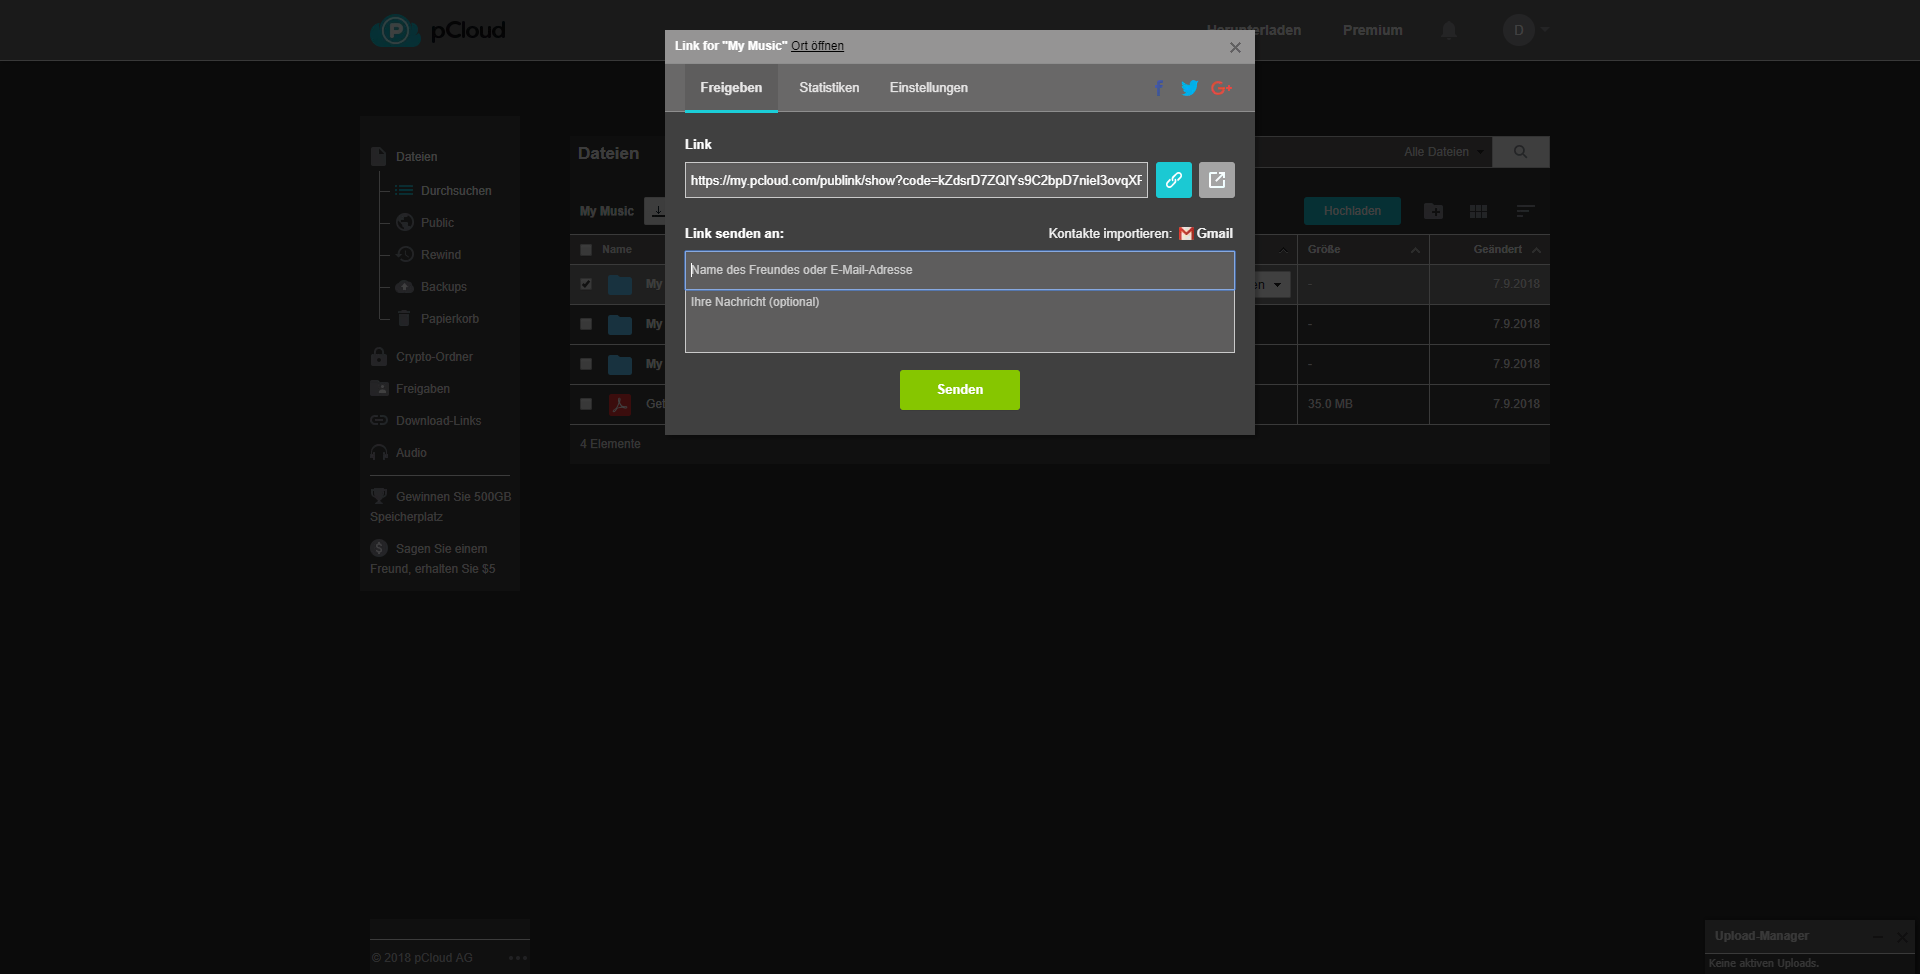 pCloud
Herunterladen
Premium
D
Link for "My Music" Ort öffnen
Freigeben
Statistiken
Einstellungen
Link
https://my.pcloud.com/publink/show?code=
Link senden an:
Kontakte importieren: Gmail
Name des Freundes oder E-Mail-Adresse
Ihre Nachricht (optional)
Senden
Dateien
Durchsuchen
Public
Rewind
Backups
Papierkorb
Crypto-Ordner
Freigaben
Download-Links
Audio
Gewinnen Sie 500GB
Speicherplatz
Sagen Sie einem
Freund, erhalten Sie $5
Dateien
Alle Dateien
My Music
Hochladen
Name
Größe
Geändert
My
en
-
7.9.2018
My
-
7.9.2018
My
-
7.9.2018
Get
35.0 MB
7.9.2018
4 Elemente
© 2018 pCloud AG
Upload-Manager
Keine aktiven Uploads.